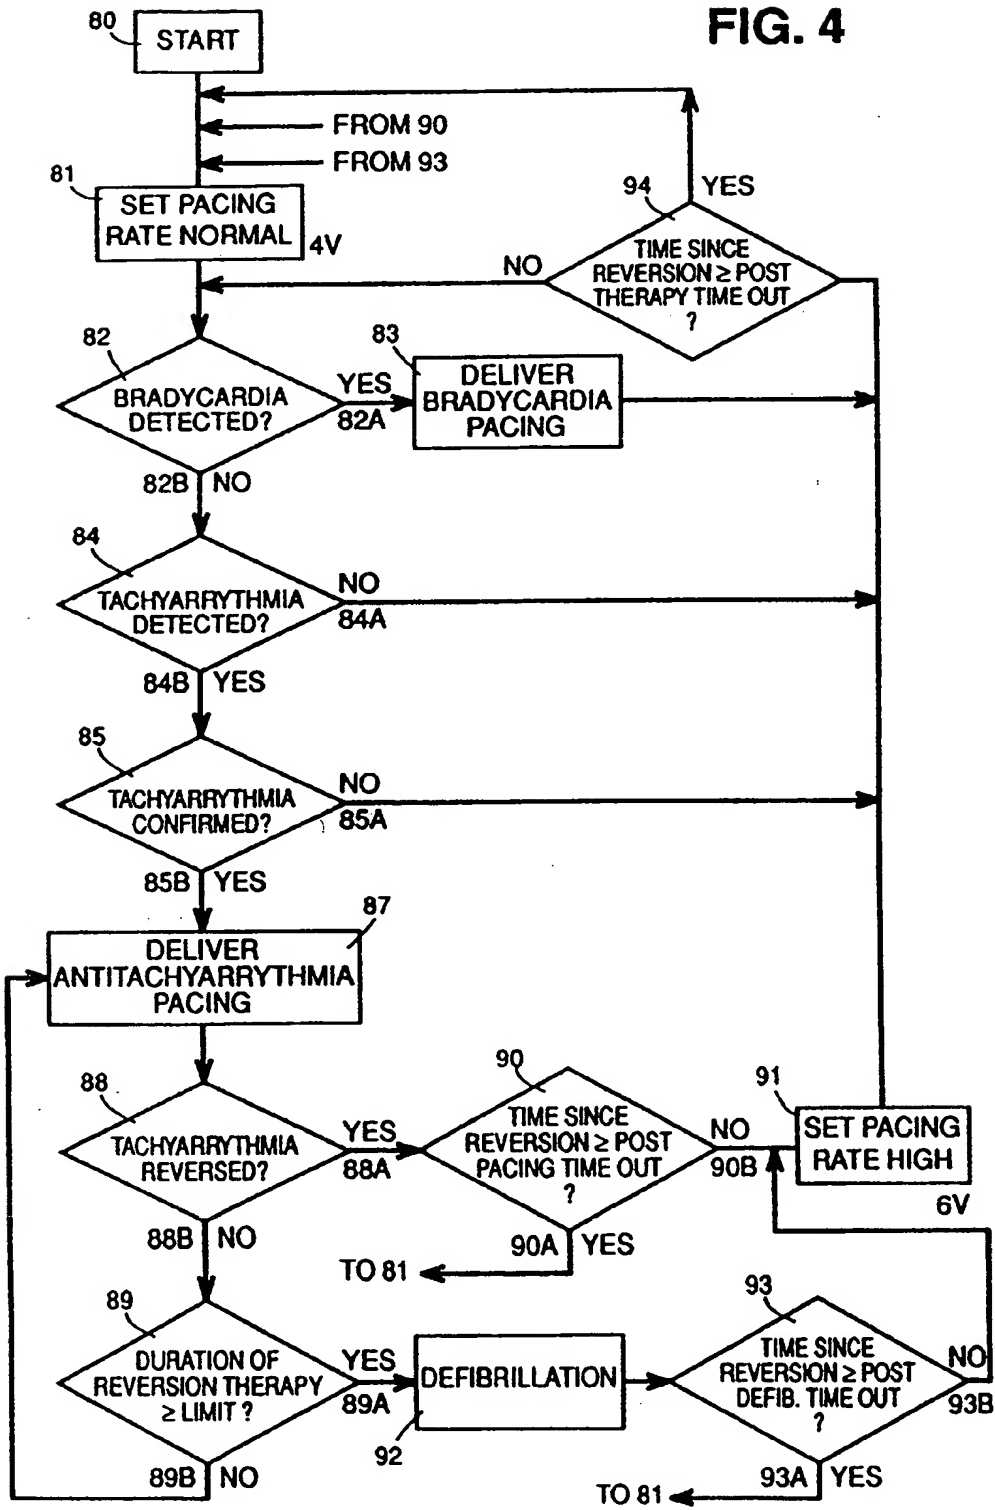 FIG. 4
80
START
FROM 90
FROM 93
81
SET PACING
RATE NORMAL
4V
94
YES
TIME SINCE
REVERSION ≥ POST
THERAPY TIME OUT
?
NO
82
BRADYCARDIA
DETECTED?
YES
82A
83
DELIVER
BRADYCARDIA
PACING
82B NO
84
TACHYARRYTHMIA
DETECTED?
NO
84A
84B YES
85
TACHYARRYTHMIA
CONFIRMED?
NO
85A
85B YES
87
DELIVER
ANTITACHYARRYTHMIA
PACING
88
TACHYARRYTHMIA
REVERSED?
YES
88A
90
TIME SINCE
REVERSION ≥ POST
PACING TIME OUT
?
NO
90B
91
SET PACING
RATE HIGH
6V
88B NO
90A YES
TO 81
89
DURATION OF
REVERSION THERAPY
≥ LIMIT ?
YES
89A
DEFIBRILLATION
92
93
TIME SINCE
REVERSION ≥ POST
DEFIB. TIME OUT
?
NO
93B
89B NO
93A YES
TO 81